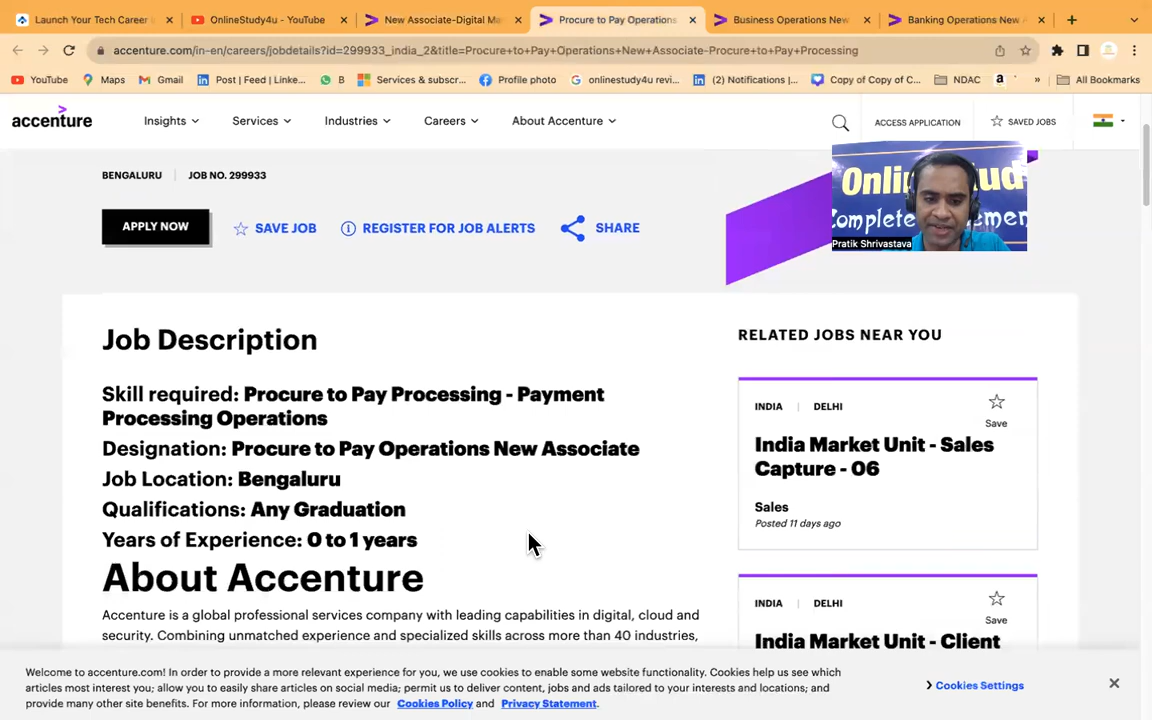 Launch Your Tech Career
OnlineStudy4u - YouTube
New Associate-Digital Ma
Procure to Pay Operations
Business Operations New
Banking Operations New
accenture.com/in-en/careers/jobdetails?id=299933_india_2&title=Procure+to+Pay+Operations+New+Associate-Procure+to+Pay+Processing
YouTube
Maps
Gmail
Post | Feed | Linke...
B
Services & subscr...
Profile photo
onlinestudy4u revi...
(2) Notifications |...
Copy of Copy of C...
NDAC
a
»
All Bookmarks
accenture
Insights
Services
Industries
Careers
About Accenture
ACCESS APPLICATION
SAVED JOBS
BENGALURU | JOB NO. 299933
APPLY NOW
SAVE JOB
REGISTER FOR JOB ALERTS
SHARE
Pratik Shrivastava
Job Description
Skill required: Procure to Pay Processing - Payment
Processing Operations
Designation: Procure to Pay Operations New Associate
Job Location: Bengaluru
Qualifications: Any Graduation
Years of Experience: 0 to 1 years
About Accenture
Accenture is a global professional services company with leading capabilities in digital, cloud and
security. Combining unmatched experience and specialized skills across more than 40 industries,
RELATED JOBS NEAR YOU
INDIA | DELHI
Save
India Market Unit - Sales
Capture - 06
Sales
Posted 11 days ago
INDIA | DELHI
Save
India Market Unit - Client
Welcome to accenture.com! In order to provide a more relevant experience for you, we use cookies to enable some website functionality. Cookies help us see which
articles most interest you; allow you to easily share articles on social media; permit us to deliver content, jobs and ads tailored to your interests and locations; and
provide many other site benefits. For more information, please review our Cookies Policy and Privacy Statement.
Cookies Settings